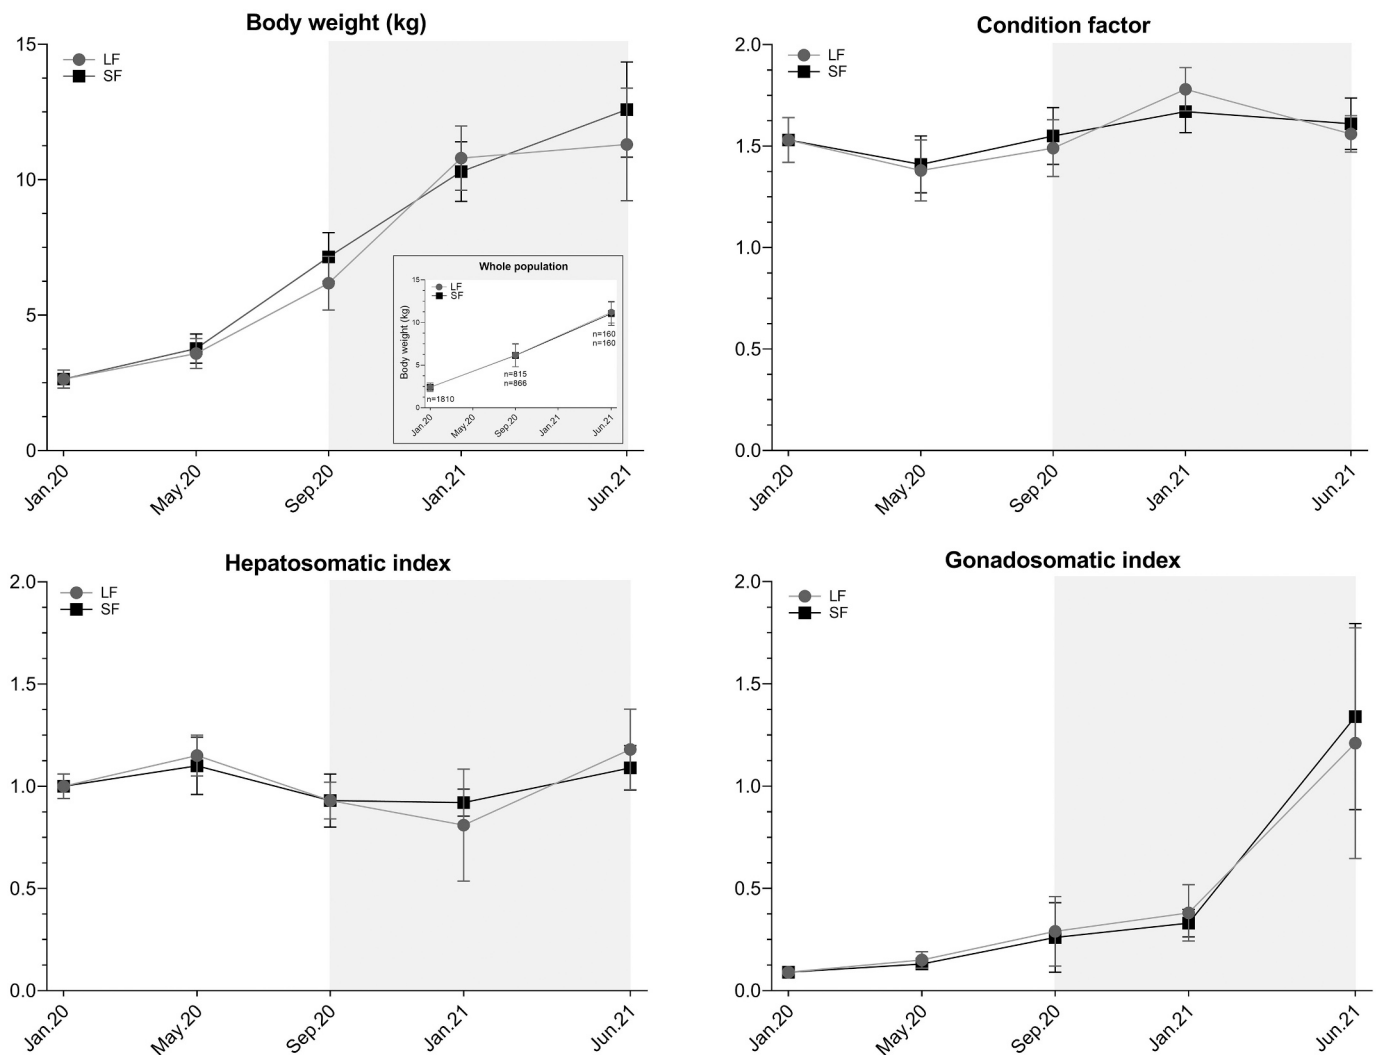 Body weight (kg)
15
10
5
0
LF
SF
Jan.20
May.20
Sep.20
Jan.21
Jun.21
Whole population
Body weight (kg)
15
10
5
0
LF
SF
n=1810
n=815
n=866
n=160
n=160
Jan.20
May.20
Sep.20
Jan.21
Jun.21
Condition factor
2.0
1.5
1.0
0.5
0.0
LF
SF
Jan.20
May.20
Sep.20
Jan.21
Jun.21
Hepatosomatic index
2.0
1.5
1.0
0.5
0.0
LF
SF
Jan.20
May.20
Sep.20
Jan.21
Jun.21
Gonadosomatic index
2.0
1.5
1.0
0.5
0.0
LF
SF
Jan.20
May.20
Sep.20
Jan.21
Jun.21